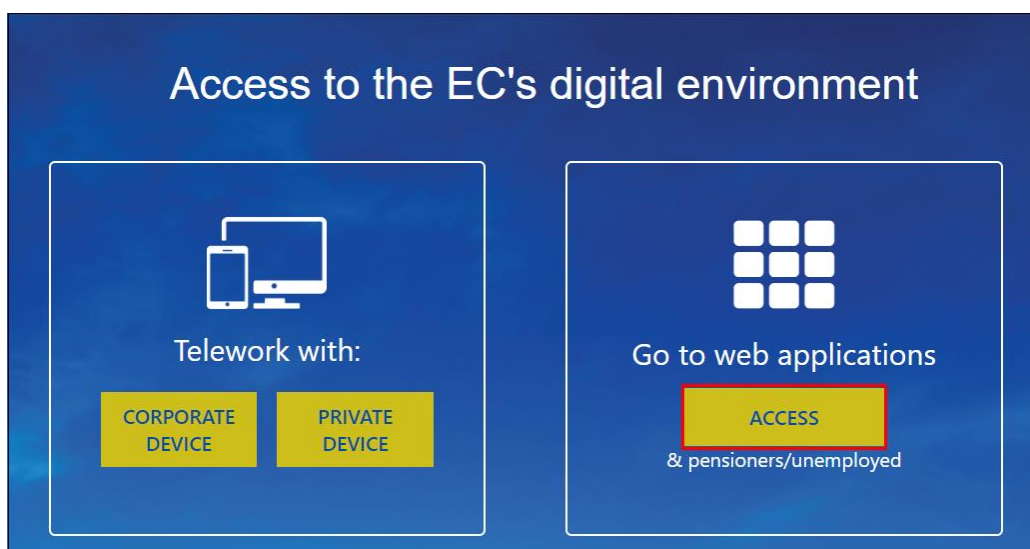 Access to the EC's digital environment
Telework with:
CORPORATE
DEVICE
PRIVATE
DEVICE
Go to web applications
ACCESS
& pensioners/unemployed